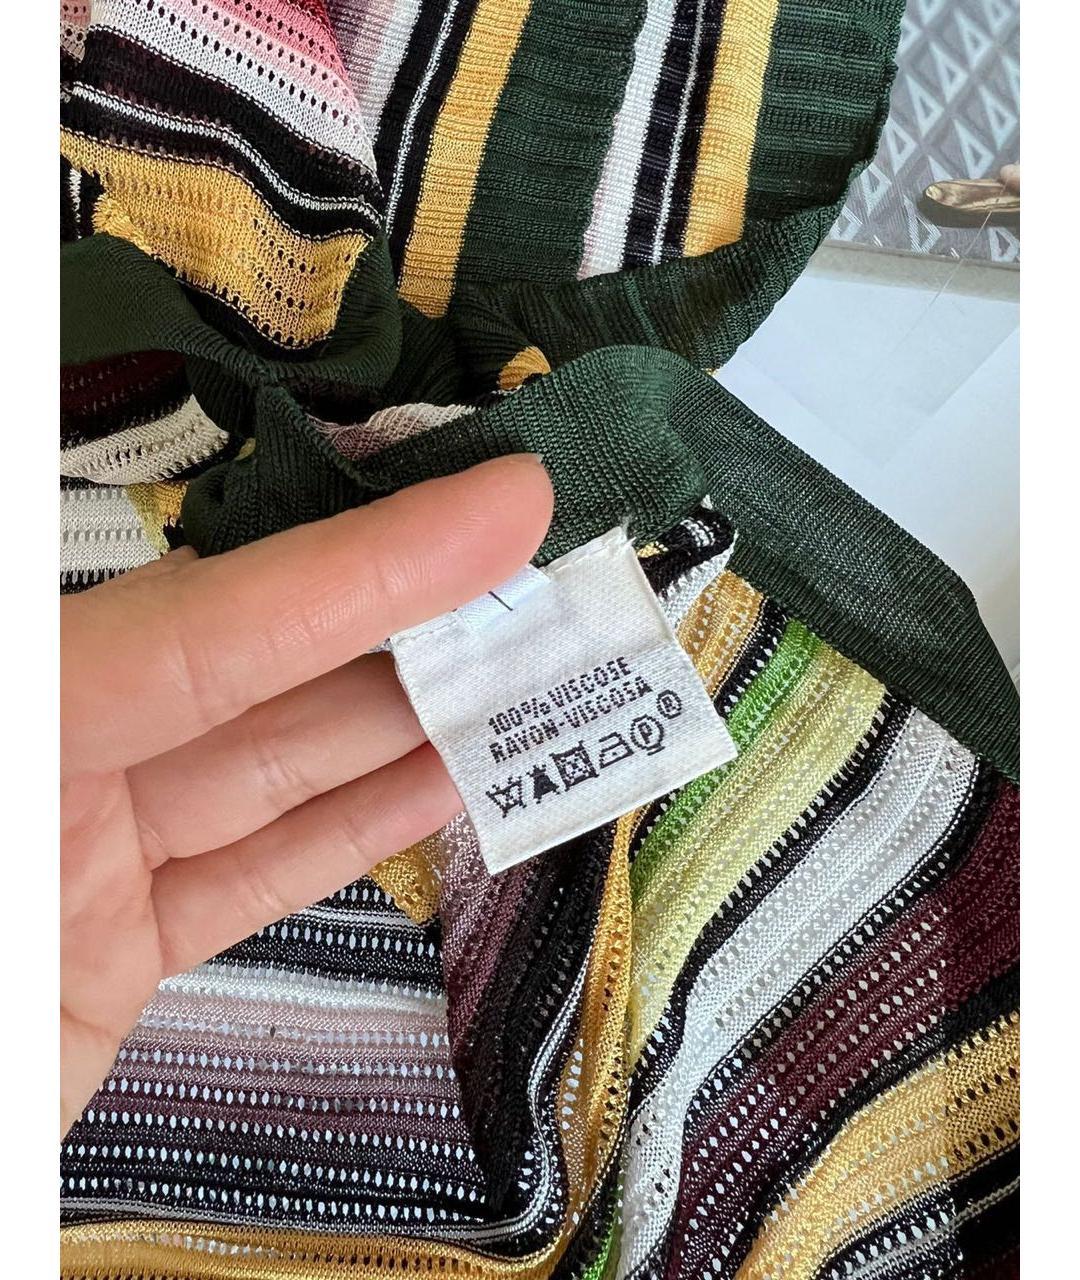 100% VISCOSE
RAYON-VISCOSA
P ®